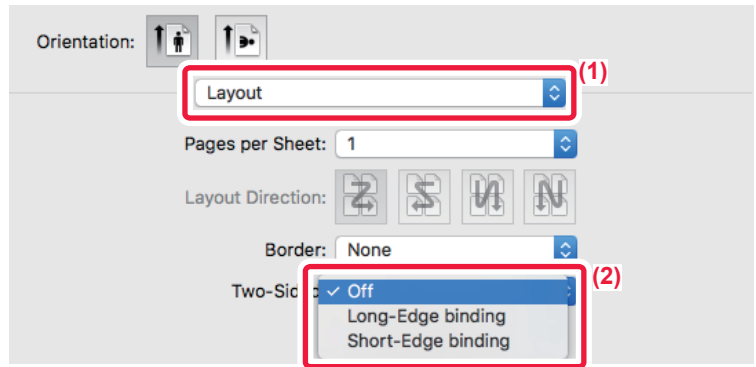 Orientation:
(1)
Layout
Pages per Sheet: 1
Layout Direction:
Border: None
(2)
Two-Sided
✓ Off
Long-Edge binding
Short-Edge binding